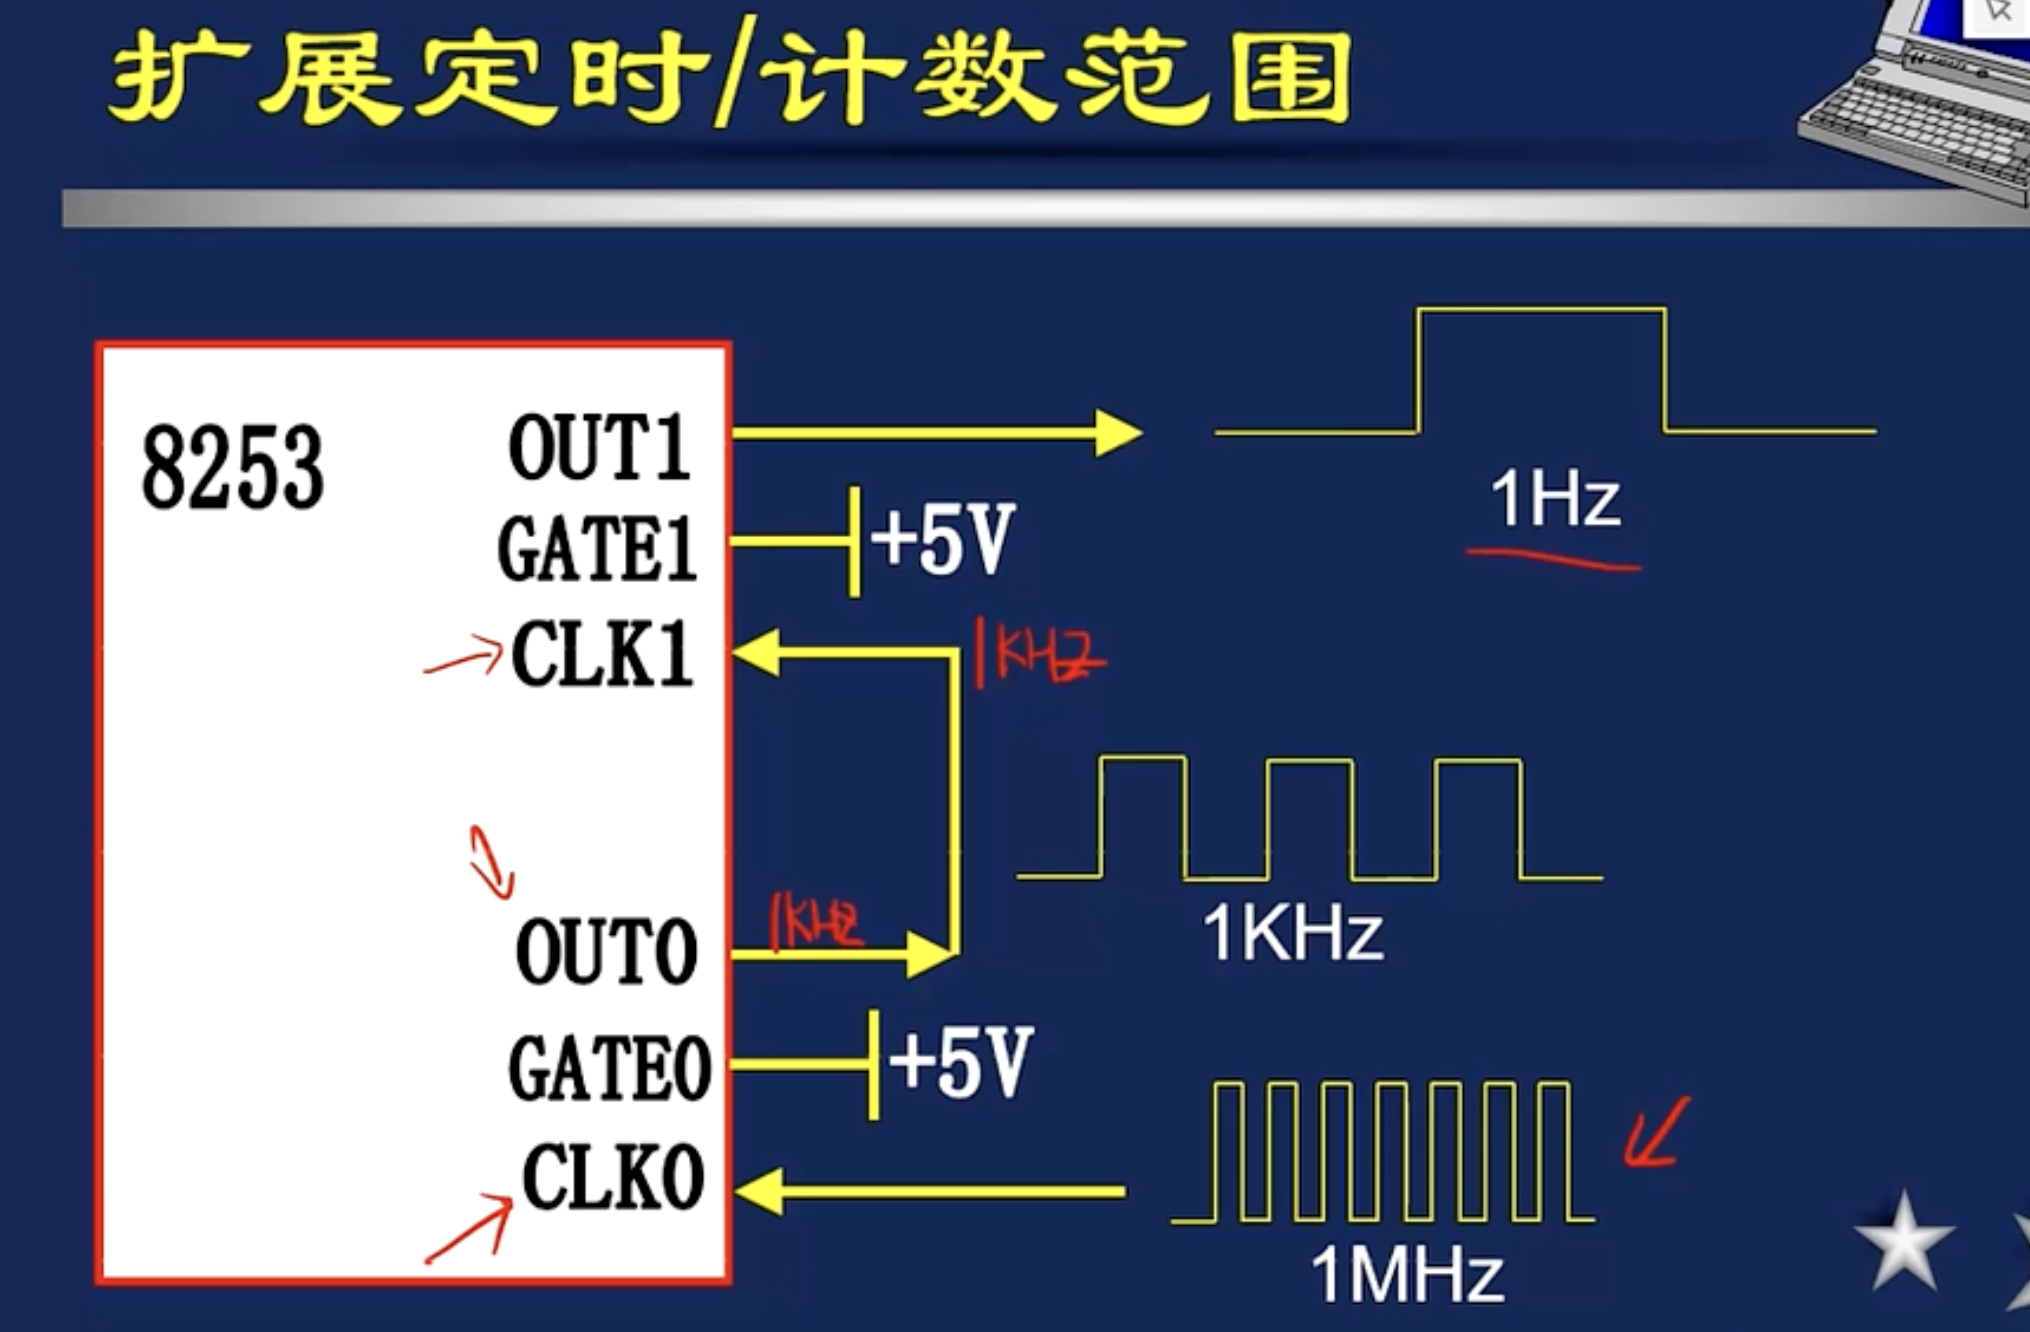 扩展定时/计数范围
8253
OUT1
1Hz
GATE1
+5V
CLK1
1KHZ
1KHz
OUT0
1KHZ
GATE0
+5V
CLK0
1MHz